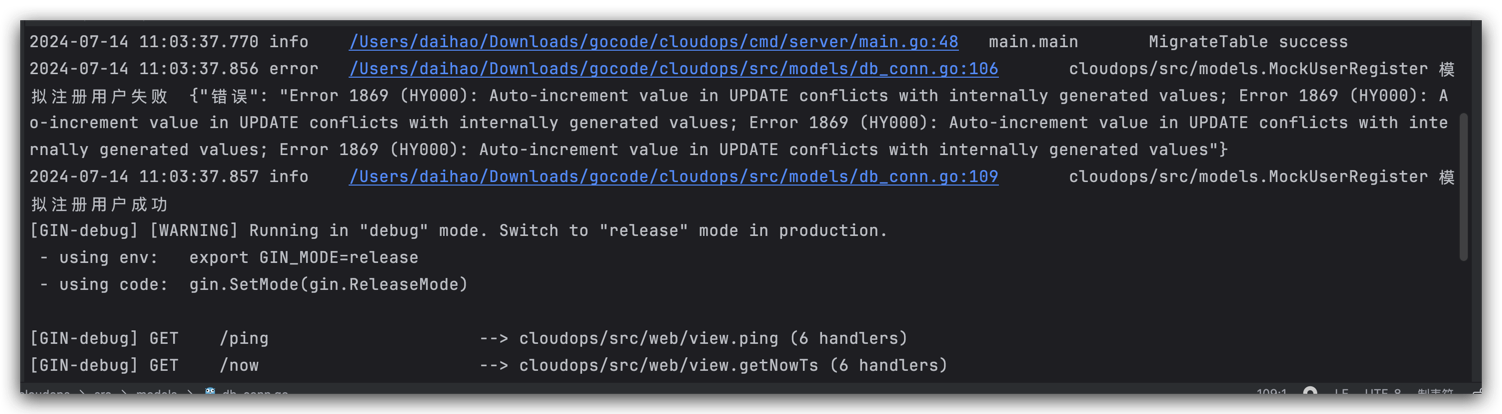 2024-07-14 11:03:37.770 info    /Users/daihao/Downloads/gocode/cloudops/cmd/server/main.go:48   main.main       MigrateTable success
2024-07-14 11:03:37.856 error   /Users/daihao/Downloads/gocode/cloudops/src/models/db_conn.go:106       cloudops/src/models.MockUserRegister 模
拟注册用户失败  {"错误": "Error 1869 (HY000): Auto-increment value in UPDATE conflicts with internally generated values; Error 1869 (HY000): A
o-increment value in UPDATE conflicts with internally generated values; Error 1869 (HY000): Auto-increment value in UPDATE conflicts with inte
rnally generated values; Error 1869 (HY000): Auto-increment value in UPDATE conflicts with internally generated values"}
2024-07-14 11:03:37.857 info    /Users/daihao/Downloads/gocode/cloudops/src/models/db_conn.go:109       cloudops/src/models.MockUserRegister 模
拟注册用户成功
[GIN-debug] [WARNING] Running in "debug" mode. Switch to "release" mode in production.
 - using env:   export GIN_MODE=release
 - using code:  gin.SetMode(gin.ReleaseMode)
[GIN-debug] GET    /ping                     --> cloudops/src/web/view.ping (6 handlers)
[GIN-debug] GET    /now                      --> cloudops/src/web/view.getNowTs (6 handlers)